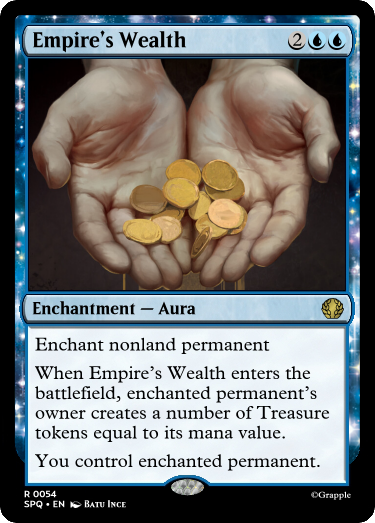 Empire's Wealth 2
Enchantment — Aura
Enchant nonland permanent
When Empire's Wealth enters the
battlefield, enchanted permanent's
owner creates a number of Treasure
tokens equal to its mana value.
You control enchanted permanent.
R 0054
SPQ • EN Batu Ince
©Grapple